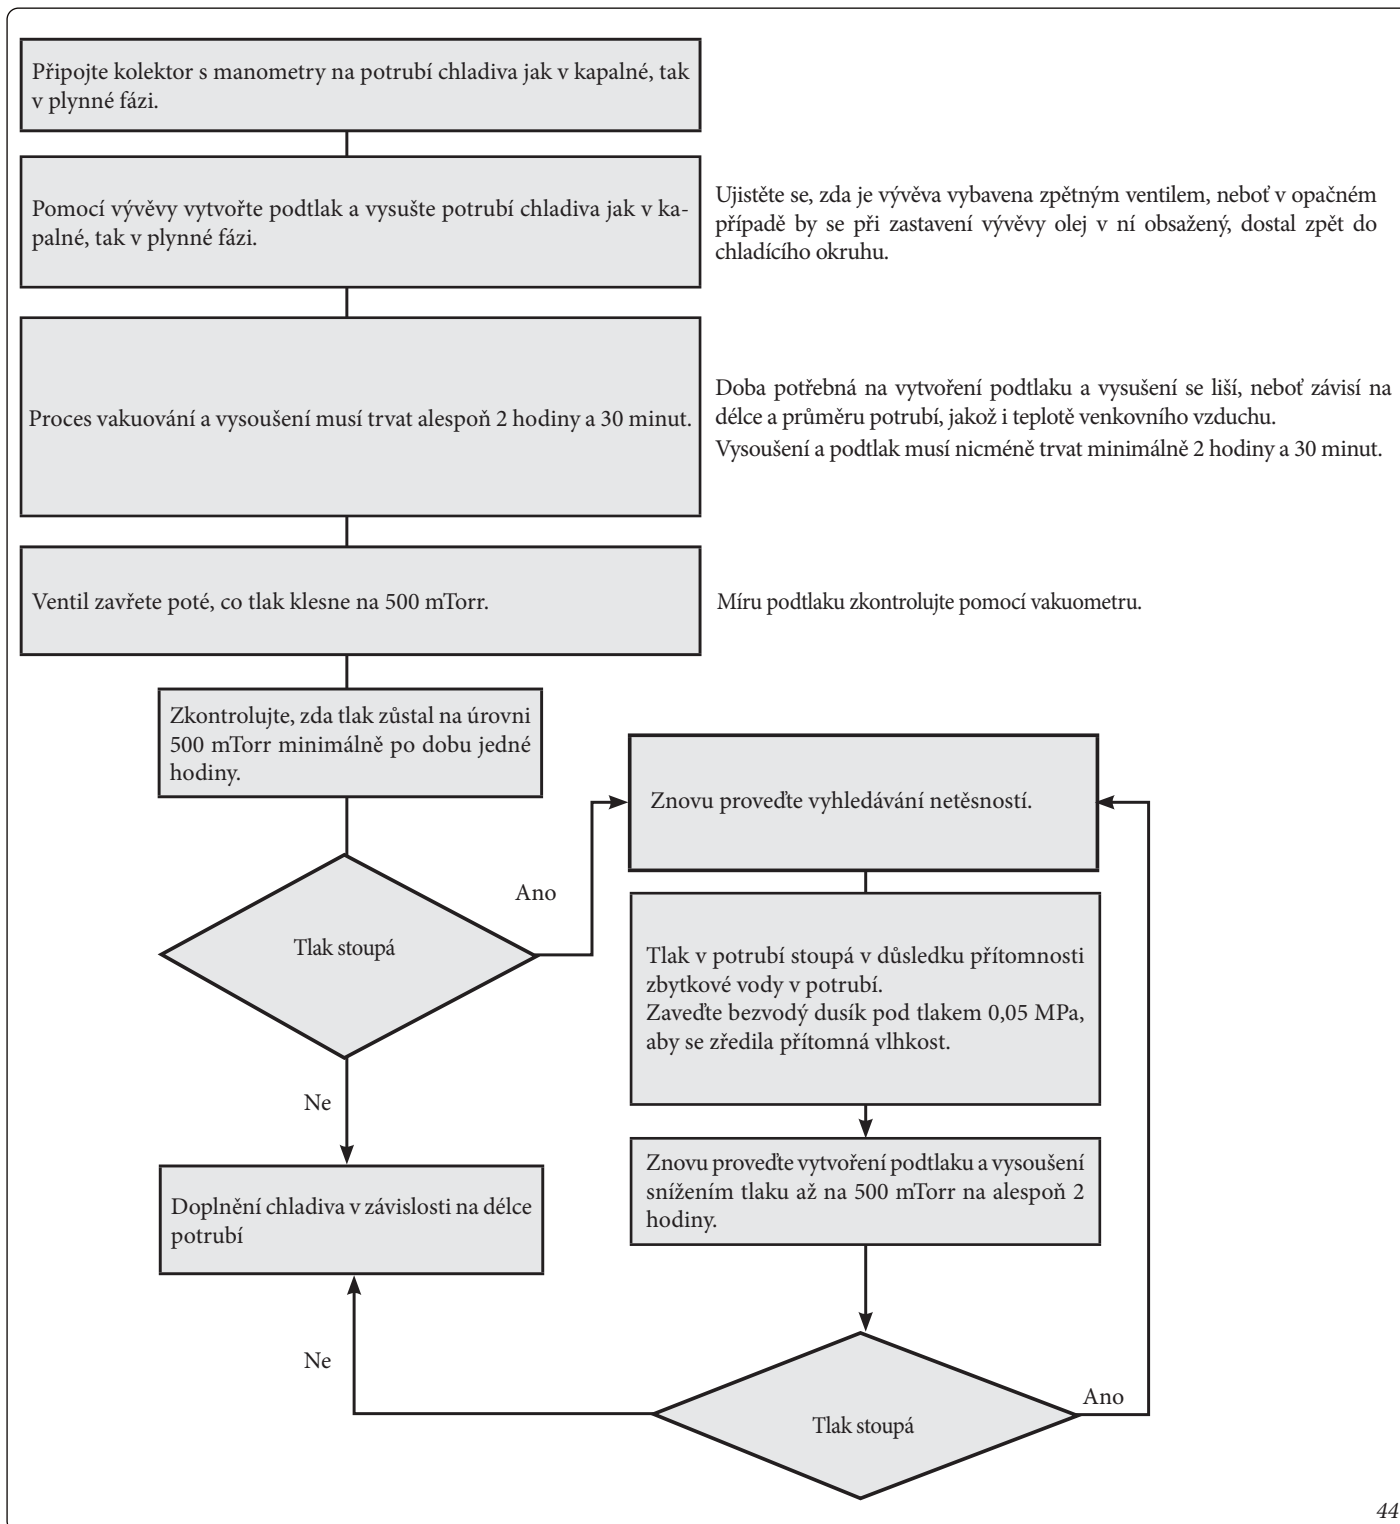 Připojte kolektor s manometry na potrubí chladiva jak v kapalné, tak
v plynné fázi.
Pomocí vývěvy vytvořte podtlak a vysušte potrubí chladiva jak v ka-
palné, tak v plynné fázi.
Ujistěte se, zda je vývěva vybavena zpětným ventilem, neboť v opačném
případě by se při zastavení vývěvy olej v ní obsažený, dostal zpět do
chladícího okruhu.
Proces vakuování a vysoušení musí trvat alespoň 2 hodiny a 30 minut.
Doba potřebná na vytvoření podtlaku a vysušení se liší, neboť závisí na
délce a průměru potrubí, jakož i teplotě venkovního vzduchu.
Vysoušení a podtlak musí nicméně trvat minimálně 2 hodiny a 30 minut.
Ventil zavřete poté, co tlak klesne na 500 mTorr.
Míru podtlaku zkontrolujte pomocí vakuometru.
Zkontrolujte, zda tlak zůstal na úrovni
500 mTorr minimálně po dobu jedné
hodiny.
Znovu proveďte vyhledávání netěsností.
Ano
Tlak stoupá
Tlak v potrubí stoupá v důsledku přítomnosti
zbytkové vody v potrubí.
Zaveďte bezvodý dusík pod tlakem 0,05 MPa,
aby se zředila přítomná vlhkost.
Ne
Znovu proveďte vytvoření podtlaku a vysoušení
snížením tlaku až na 500 mTorr na alespoň 2
hodiny.
Doplnění chladiva v závislosti na délce
potrubí
Ne
Ano
Tlak stoupá
44